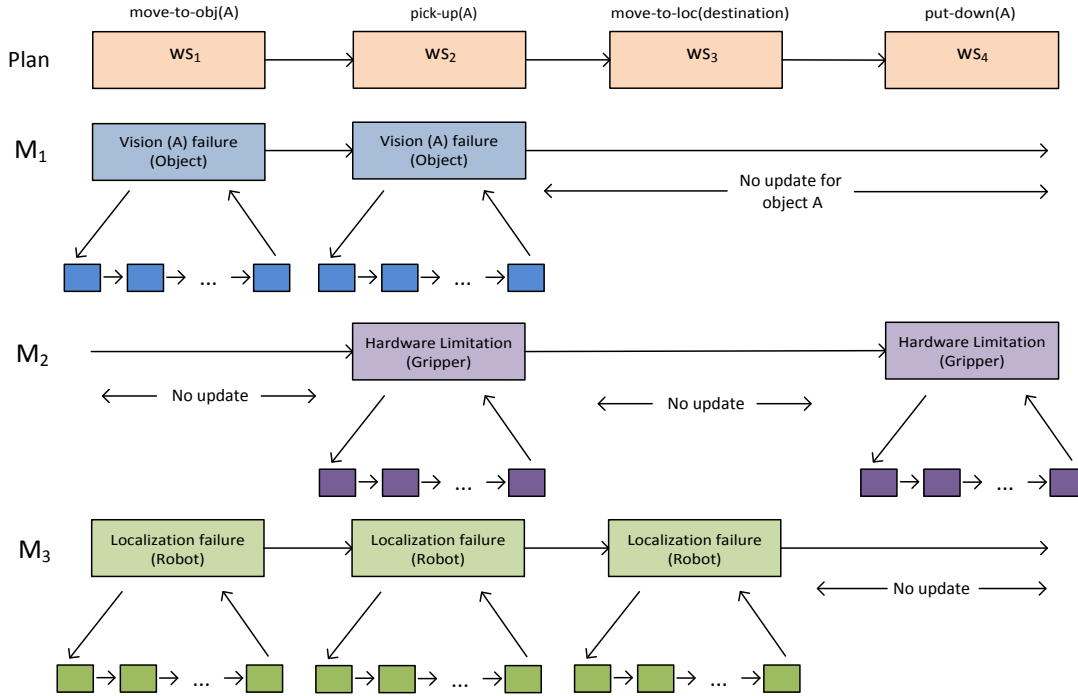 move-to-obj(A) pick-up(A) move-to-loc(destination) put-down(A)
Plan WS₁ WS₂ WS₃ WS₄
M₁ Vision (A) failure (Object) Vision (A) failure (Object)
No update for
object A
... ...
M₂ Hardware Limitation (Gripper) Hardware Limitation (Gripper)
No update No update
... ...
M₃ Localization failure (Robot) Localization failure (Robot) Localization failure (Robot)
No update
... ... ...